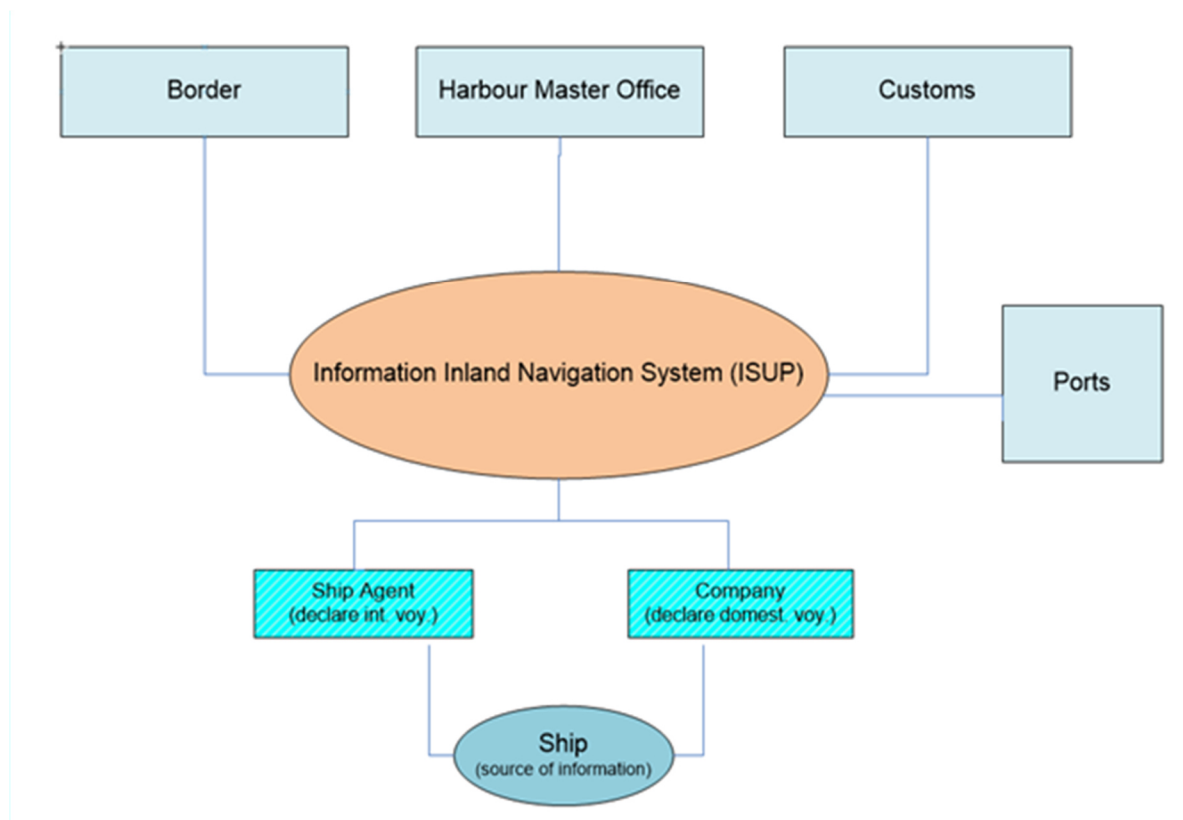 Border
Harbour Master Office
Customs
Information Inland Navigation System (ISUP)
Ports
Ship Agent
(declare int. voy.)
Company
(declare domest. voy.)
Ship
(source of information)